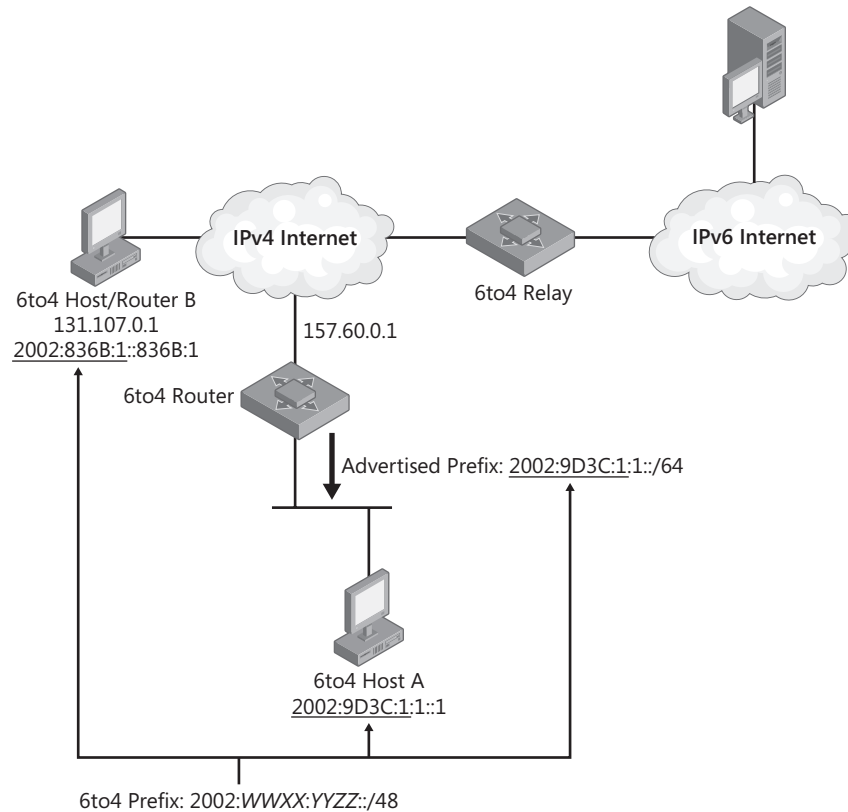 IPv4 Internet
IPv6 Internet
6to4 Relay
6to4 Host/Router B
131.107.0.1
2002:836B:1::836B:1
157.60.0.1
6to4 Router
Advertised Prefix: 2002:9D3C:1:1::/64
6to4 Host A
2002:9D3C:1:1::1
6to4 Prefix: 2002:WWXX:YYZZ::/48